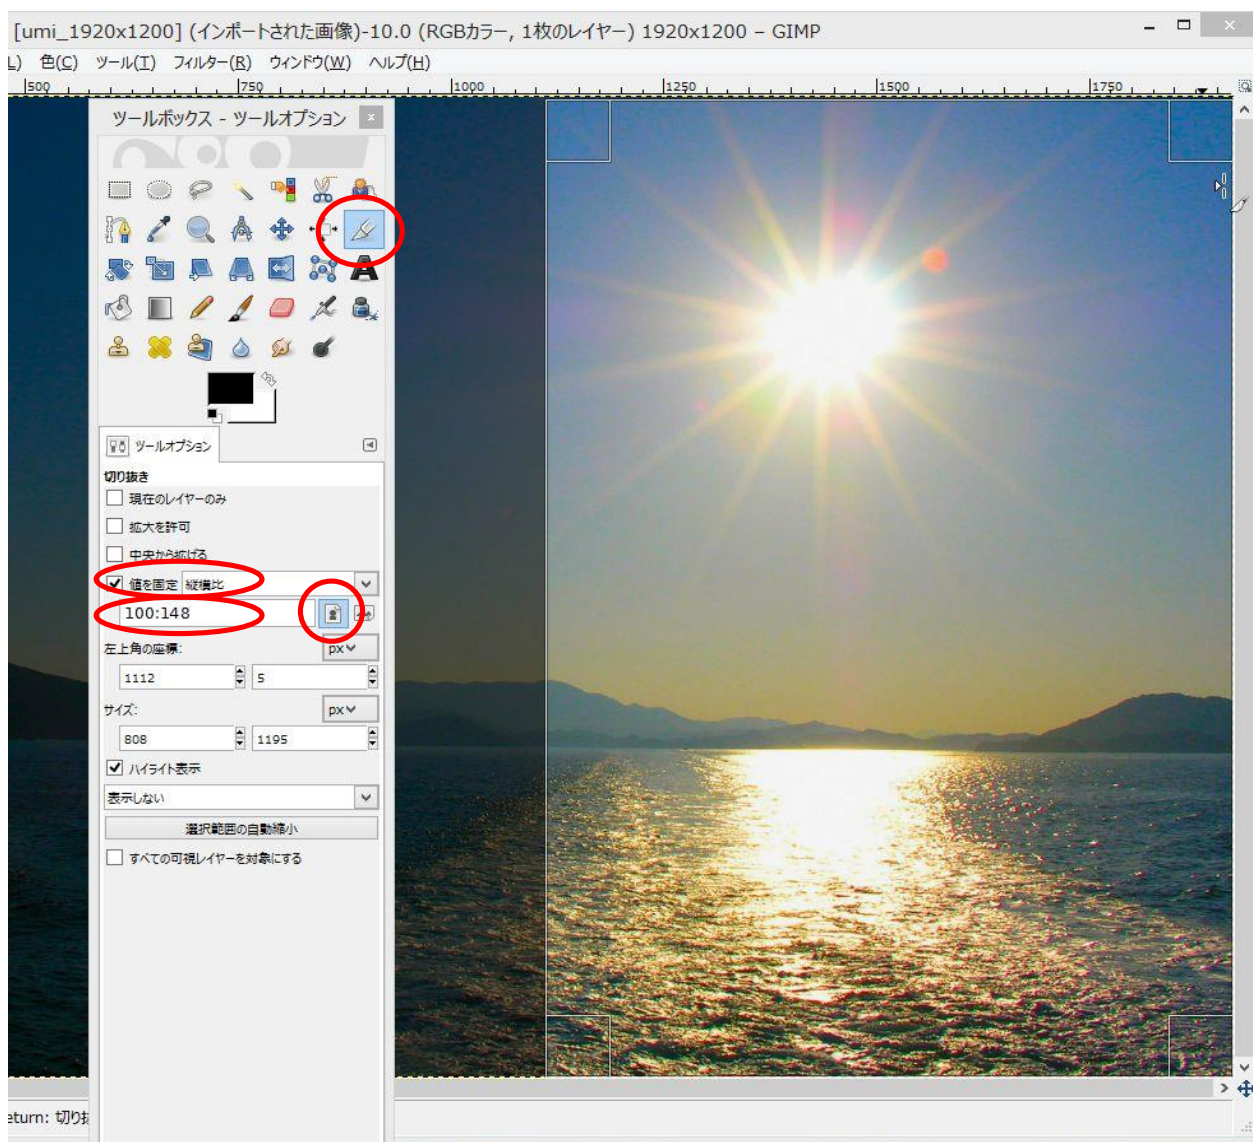 [umi_1920x1200] (インポートされた画像)-10.0 (RGBカラー, 1枚のレイヤー) 1920x1200 – GIMP
L) 色(C) ツール(T) フィルター(R) ウィンドウ(W) ヘルプ(H)
500 750 1000 1250 1500 1750
ツールボックス - ツールオプション
ツールオプション
切り抜き
現在のレイヤーのみ
拡大を許可
中央から拡げる
値を固定 縦横比
100:148
左上角の座標: px
1112 5
サイズ: px
808 1195
ハイライト表示
表示しない
選択範囲の自動縮小
すべての可視レイヤーを対象にする
eturn: 切り抜